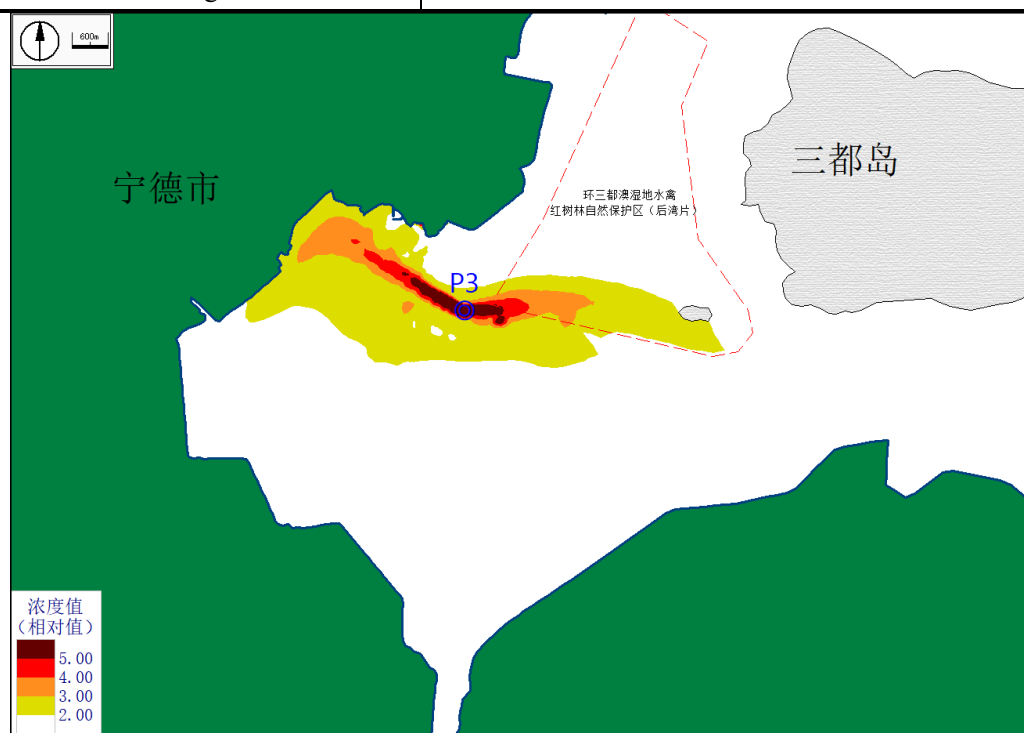 600m
三都岛
宁德市
环三都澳湿地水禽
红树林自然保护区（后湾片）
P3
浓度值
（相对值）
5.00
4.00
3.00
2.00